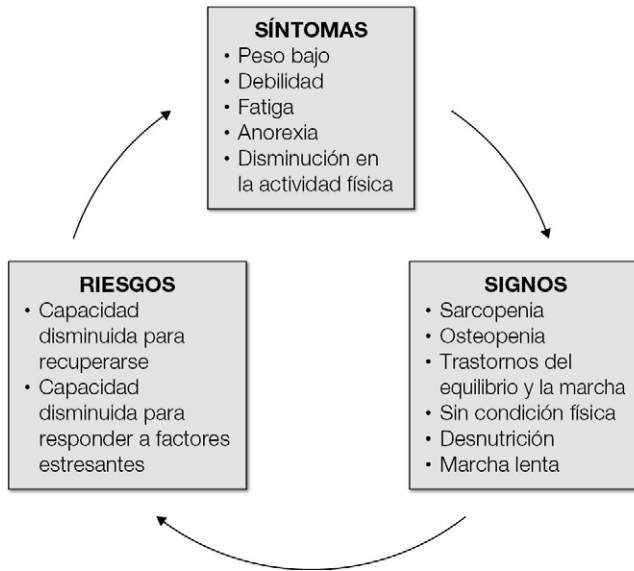 SÍNTOMAS
• Peso bajo
• Debilidad
• Fatiga
• Anorexia
• Disminución en
la actividad física
RIESGOS
• Capacidad
disminuida para
recuperarse
• Capacidad
disminuida para
responder a factores
estresantes
SIGNOS
• Sarcopenia
• Osteopenia
• Trastornos del
equilibrio y la marcha
• Sin condición física
• Desnutrición
• Marcha lenta